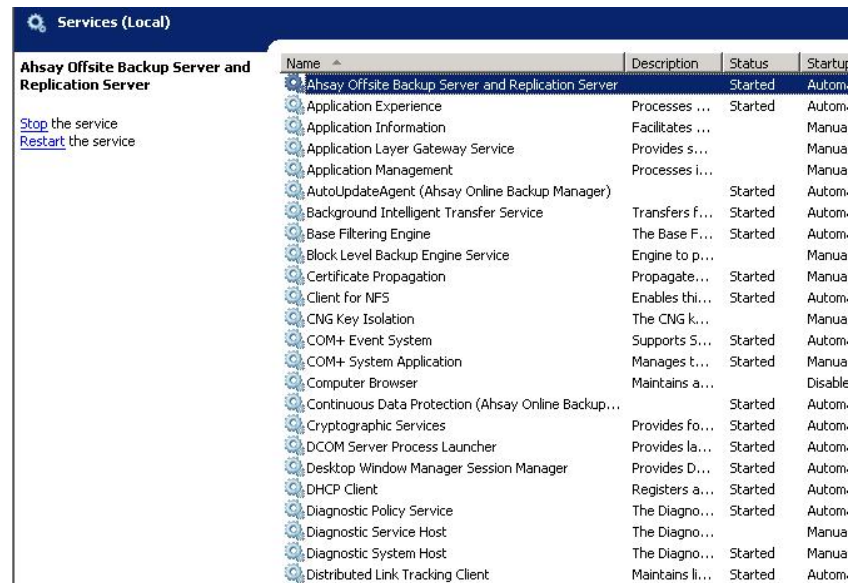 Services (Local)
Ahsay Offsite Backup Server and
Replication Server
Stop the service
Restart the service
Name Description Status Startup
Ahsay Offsite Backup Server and Replication Server Started Autom
Application Experience Processes ... Started Autom
Application Information Facilitates ... Manua
Application Layer Gateway Service Provides s... Manua
Application Management Processes i... Manua
AutoUpdateAgent (Ahsay Online Backup Manager) Started Autom
Background Intelligent Transfer Service Transfers f... Started Autom
Base Filtering Engine The Base F... Started Autom
Block Level Backup Engine Service Engine to p... Manua
Certificate Propagation Propagate... Started Manua
Client for NFS Enables thi... Started Autom
CNG Key Isolation The CNG k... Manua
COM+ Event System Supports S... Started Autom
COM+ System Application Manages t... Started Manua
Computer Browser Maintains a... Disable
Continuous Data Protection (Ahsay Online Backup... Started Autom
Cryptographic Services Provides fo... Started Autom
DCOM Server Process Launcher Provides la... Started Autom
Desktop Window Manager Session Manager Provides D... Started Autom
DHCP Client Registers a... Started Autom
Diagnostic Policy Service The Diagno... Started Autom
Diagnostic Service Host The Diagno... Manua
Diagnostic System Host The Diagno... Started Manua
Distributed Link Tracking Client Maintains li... Started Autom